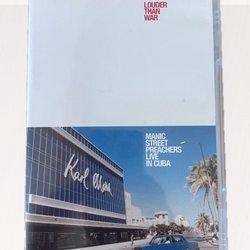 LOUDER
THAN
WAR
MANIC
STREET
PREACHERS
LIVE
IN CUBA
Karl Marx